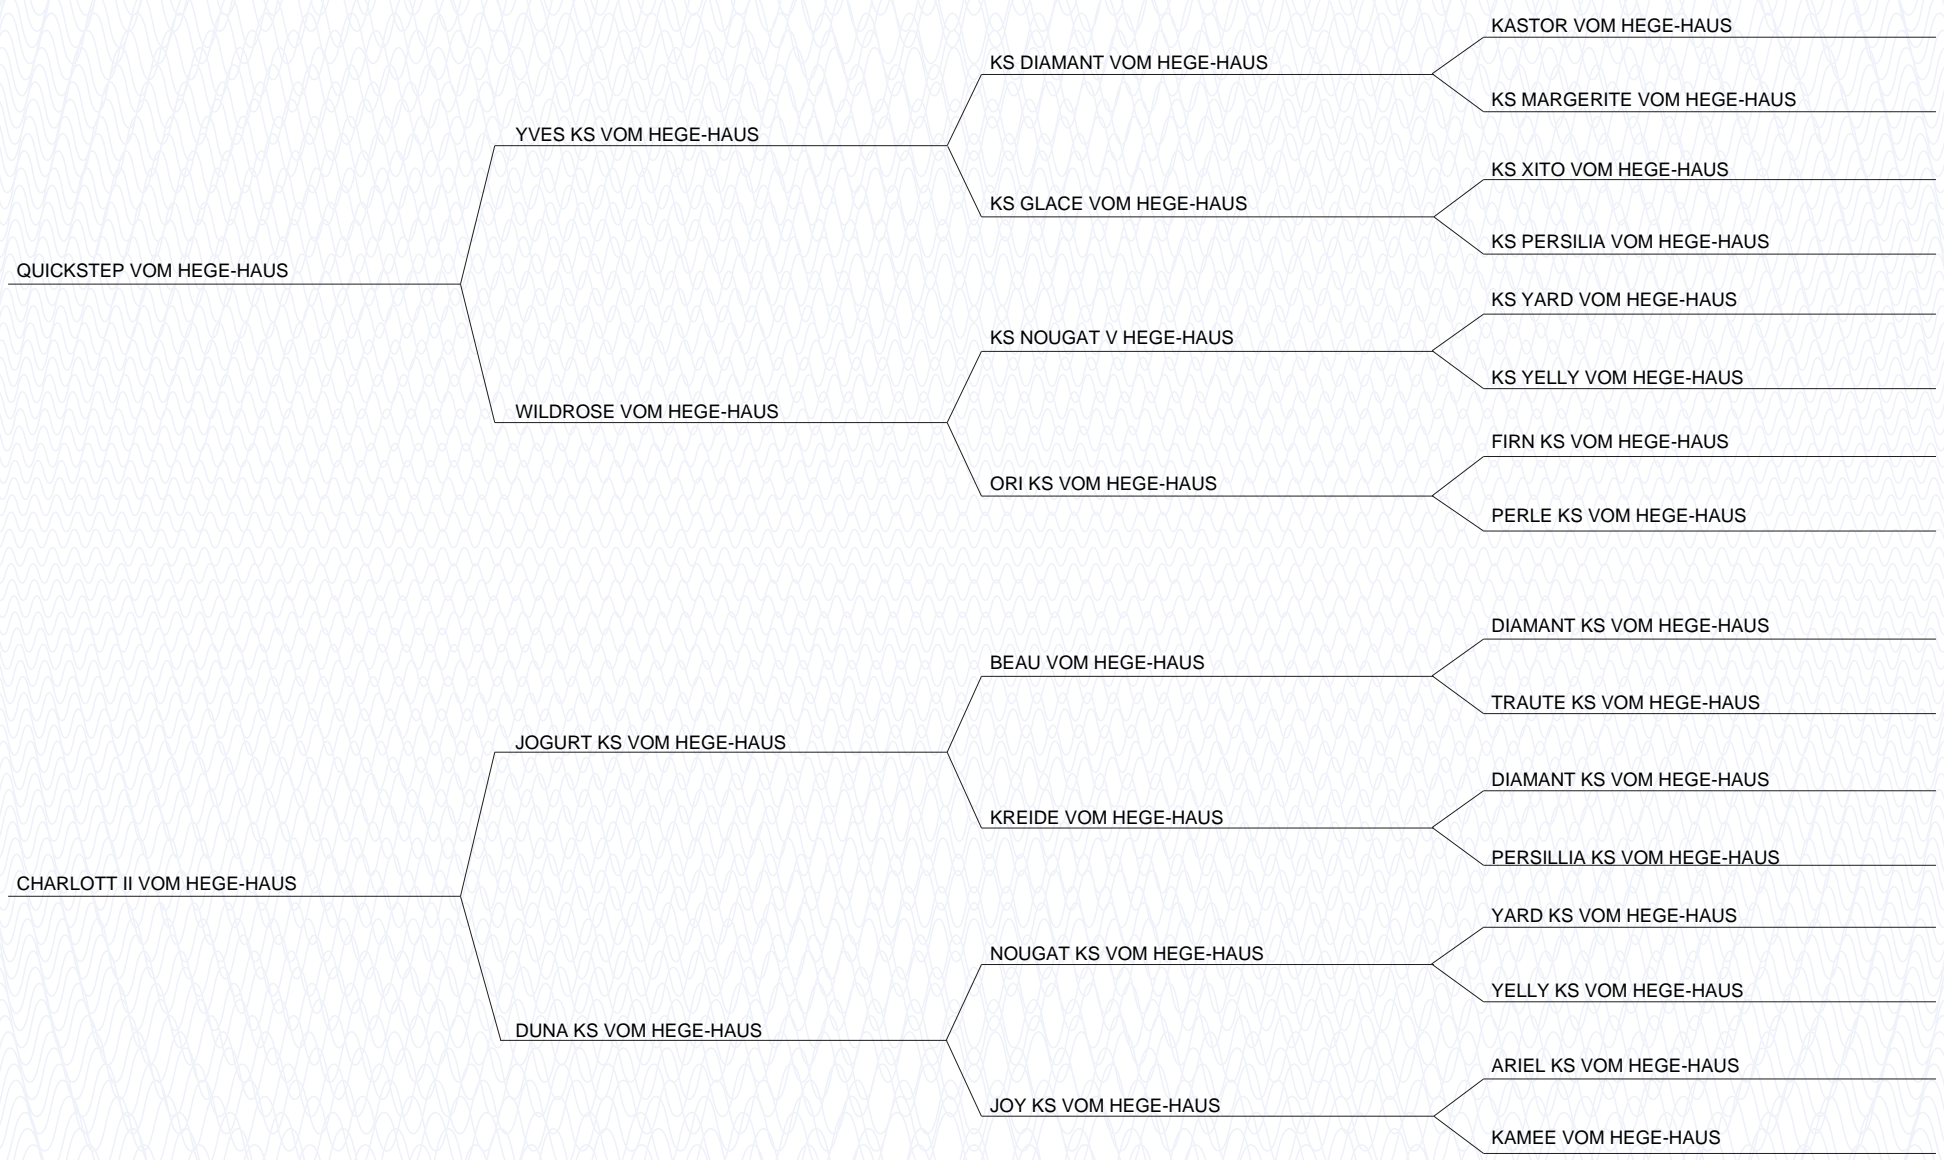 KASTOR VOM HEGE-HAUS
KS DIAMANT VOM HEGE-HAUS
KS MARGERITE VOM HEGE-HAUS
YVES KS VOM HEGE-HAUS
KS XITO VOM HEGE-HAUS
KS GLACE VOM HEGE-HAUS
KS PERSILIA VOM HEGE-HAUS
QUICKSTEP VOM HEGE-HAUS
KS YARD VOM HEGE-HAUS
KS NOUGAT V HEGE-HAUS
KS YELLY VOM HEGE-HAUS
WILDROSE VOM HEGE-HAUS
FIRN KS VOM HEGE-HAUS
ORI KS VOM HEGE-HAUS
PERLE KS VOM HEGE-HAUS
DIAMANT KS VOM HEGE-HAUS
BEAU VOM HEGE-HAUS
TRAUTE KS VOM HEGE-HAUS
JOGURT KS VOM HEGE-HAUS
DIAMANT KS VOM HEGE-HAUS
KREIDE VOM HEGE-HAUS
PERSILLIA KS VOM HEGE-HAUS
CHARLOTT II VOM HEGE-HAUS
YARD KS VOM HEGE-HAUS
NOUGAT KS VOM HEGE-HAUS
YELLY KS VOM HEGE-HAUS
DUNA KS VOM HEGE-HAUS
ARIEL KS VOM HEGE-HAUS
JOY KS VOM HEGE-HAUS
KAMEE VOM HEGE-HAUS